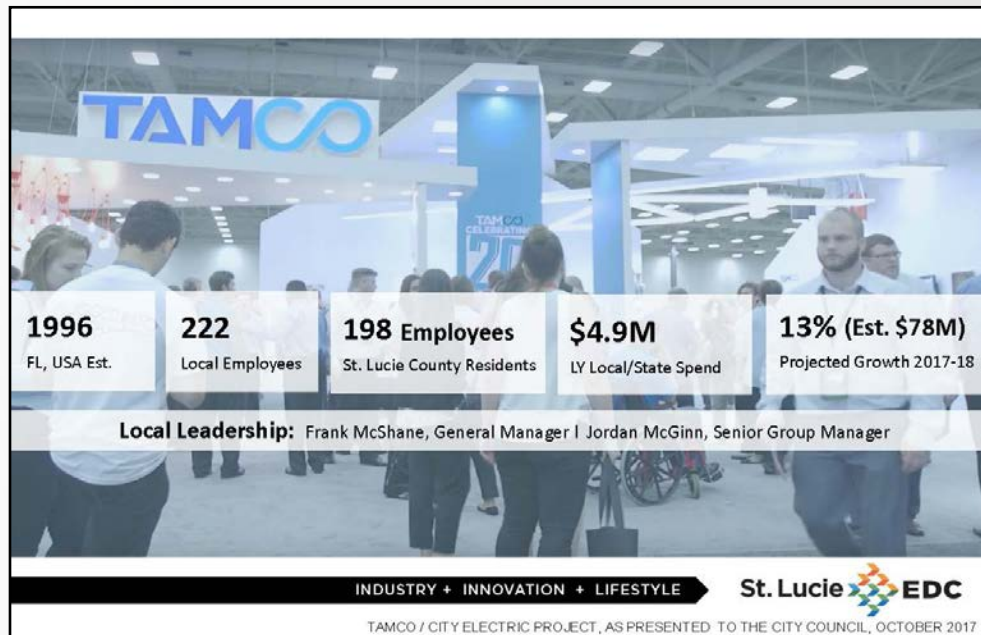 TAMCO
TAMCO
CELEBRATING
20
1996
FL, USA Est.
222
Local Employees
198 Employees
St. Lucie County Residents
$4.9M
LY Local/State Spend
13% (Est. $78M)
Projected Growth 2017-18
Local Leadership: Frank McShane, General Manager I Jordan McGinn, Senior Group Manager
INDUSTRY + INNOVATION + LIFESTYLE
St. Lucie EDC
TAMCO / CITY ELECTRIC PROJECT, AS PRESENTED TO THE CITY COUNCIL, OCTOBER 2017